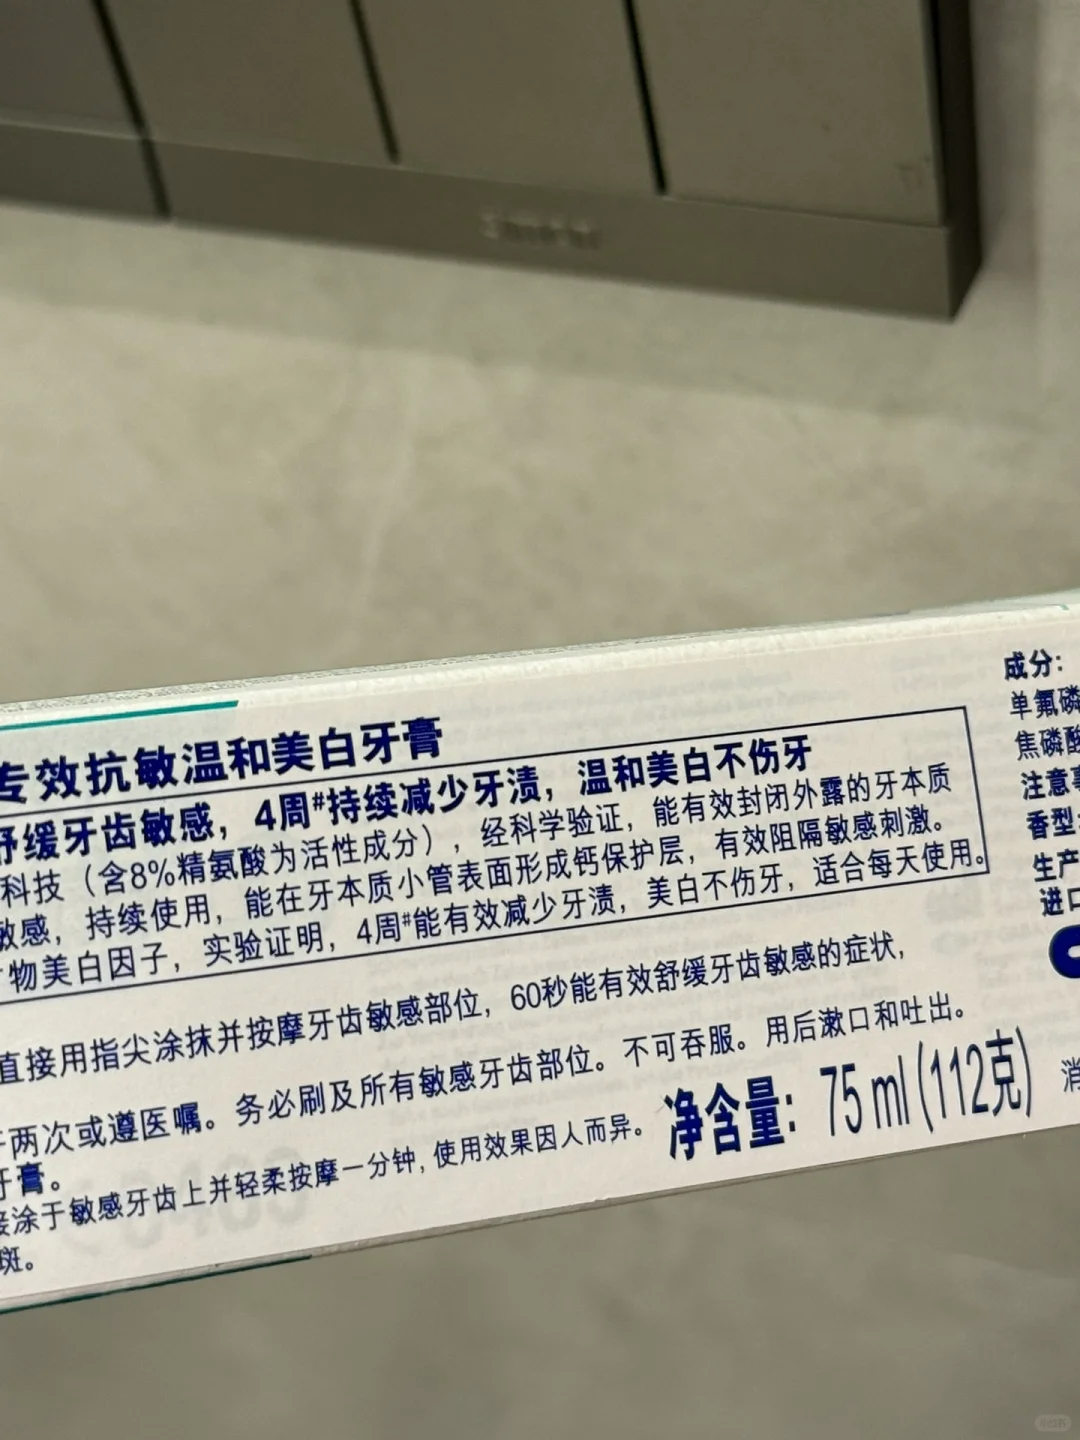 专效抗敏温和美白牙膏
舒缓牙齿敏感，4周#持续减少牙渍，温和美白不伤牙
科技（含8%精氨酸为活性成分），经科学验证，能有效封闭外露的牙本质
敏感，持续使用，能在牙本质小管表面形成钙保护层，有效阻隔敏感刺激。
物美白因子，实验证明，4周#能有效减少牙渍，美白不伤牙，适合每天使用。
直接用指尖涂抹并按摩牙齿敏感部位，60秒能有效舒缓牙齿敏感的症状，
两次或遵医嘱。务必刷及所有敏感牙齿部位。不可吞服。用后漱口和吐出。
牙膏。
接涂于敏感牙齿上并轻柔按摩一分钟，使用效果因人而异。
斑。
净含量：75 ml (112克)
成分：
单氟磷
焦磷酸
注意事
香型：
生产
进口
消